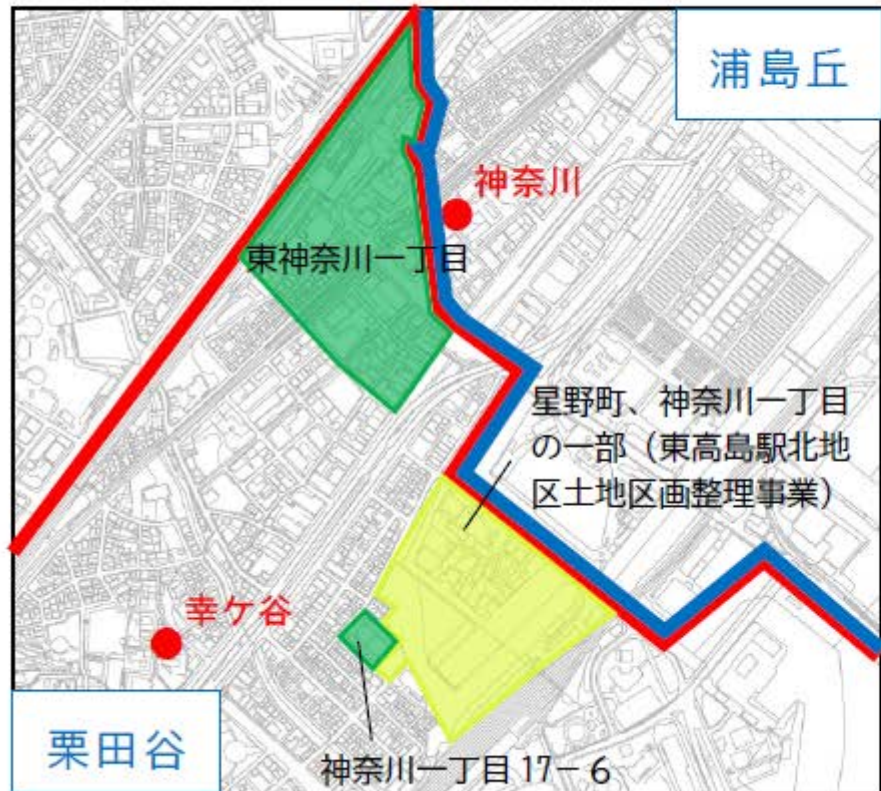 浦島丘
神奈川
東神奈川一丁目
星野町、神奈川一丁目
の一部（東高島駅北地
区土地区画整理事業）
幸ケ谷
栗田谷
神奈川一丁目17－6